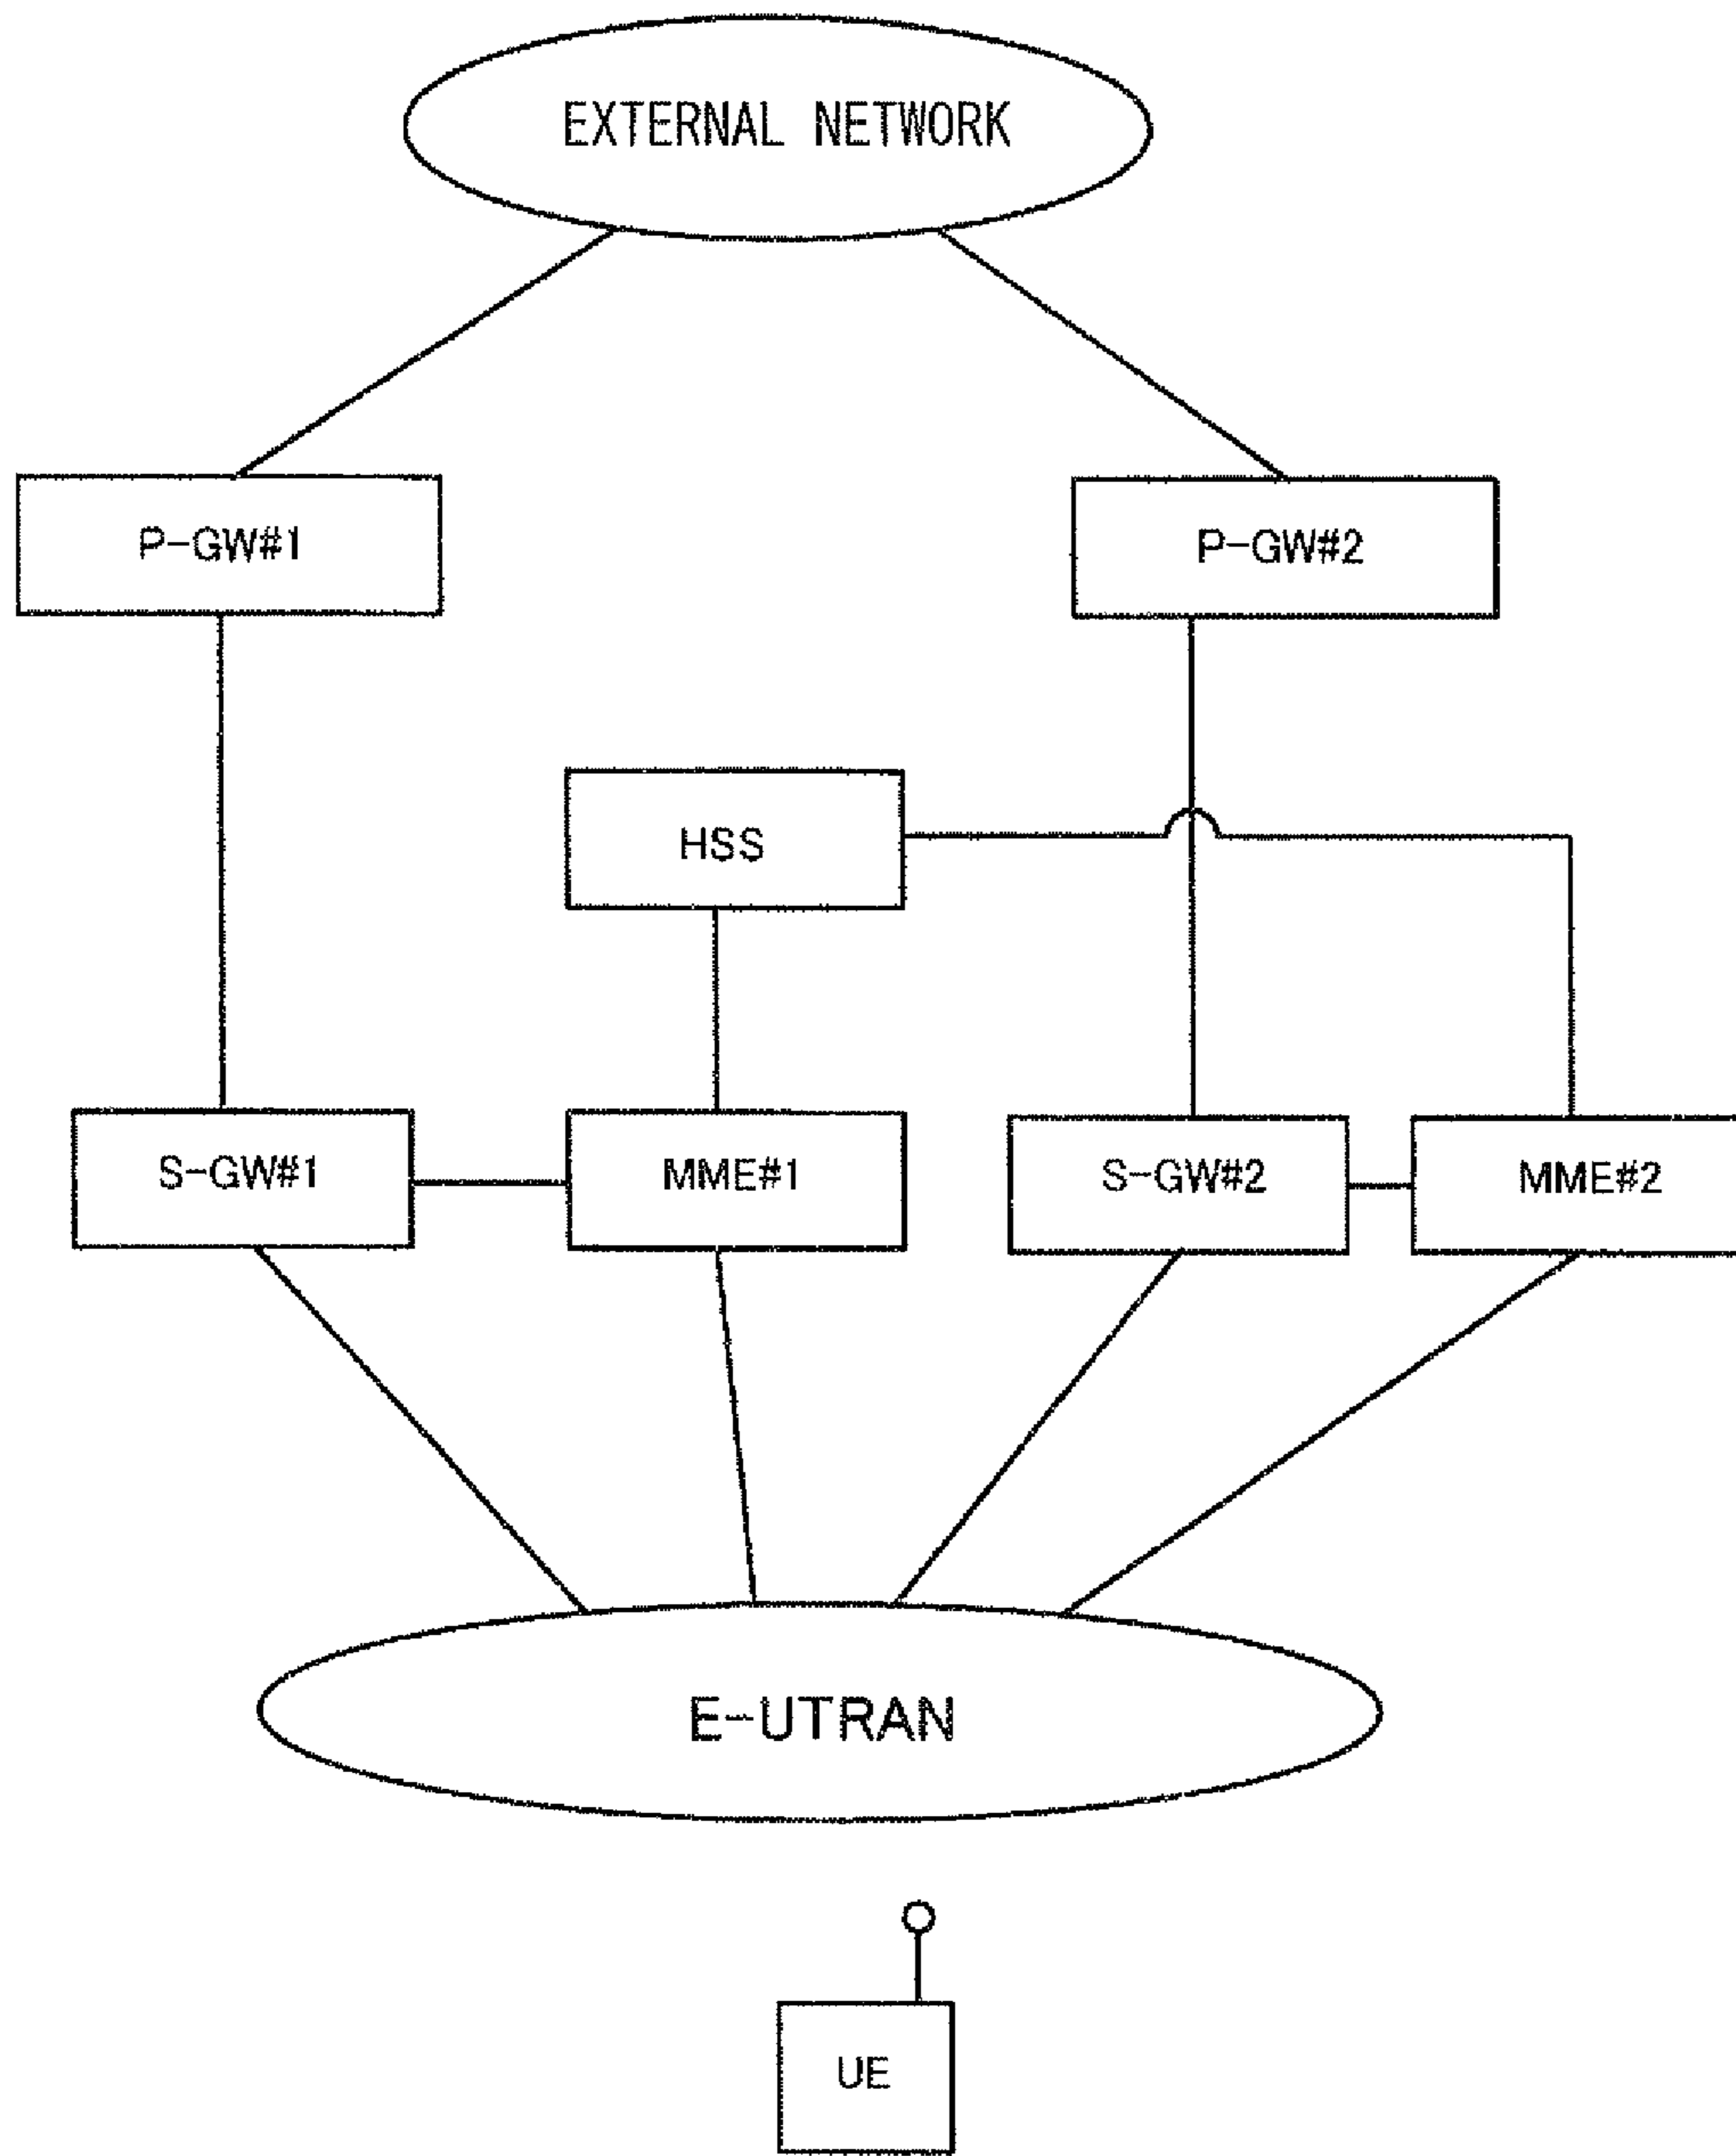 EXTERNAL NETWORK
P-GW#1
P-GW#2
HSS
S-GW#1
MME#1
S-GW#2
MME#2
E-UTRAN
UE